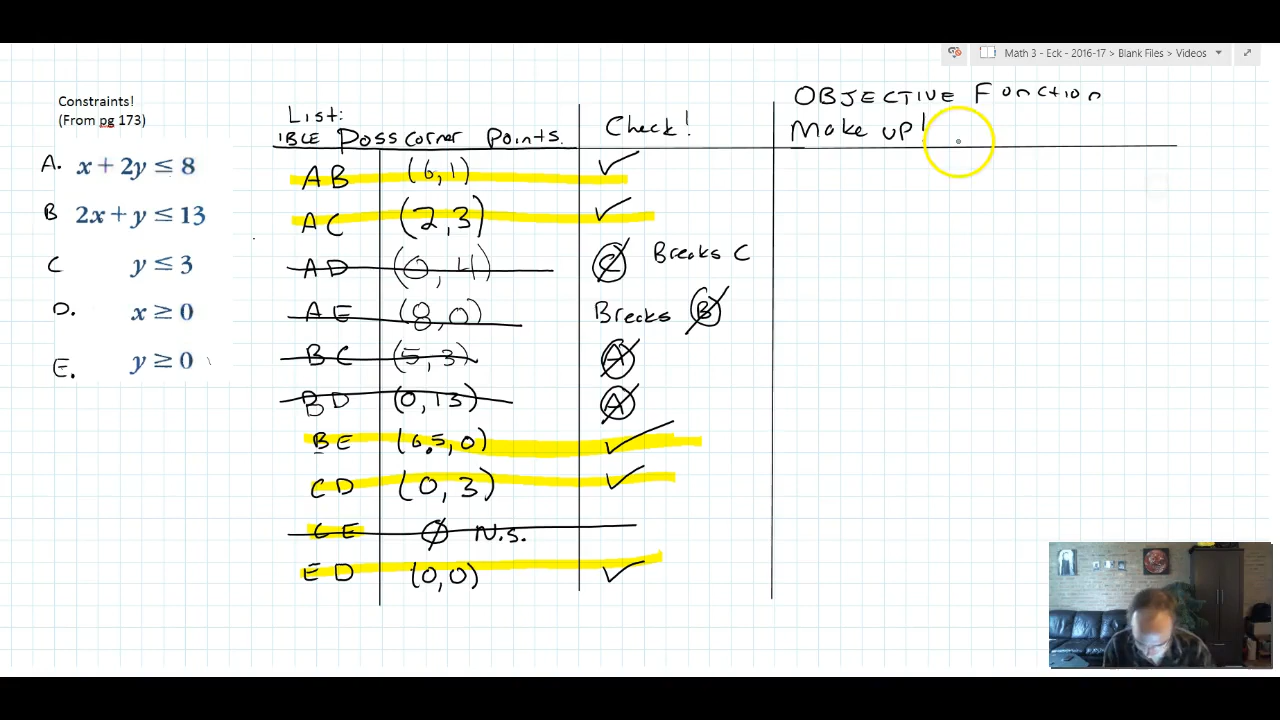 Math 3 - Eck - 2016-17 > Blank Files > Videos
Constraints!
(From pg 173)
A. x + 2y ≤ 8
B 2x + y ≤ 13
C y ≤ 3
D. x ≥ 0
E. y ≥ 0
List:
IBLE Poss corner Points.
Check!
OBJECTIVE Function
Make up!
AB (6,1) ✓
AC (2,3) ✓
AD (0,4) C Breaks C
AE (8,0) Breaks B
BC (5,3) A
BD (0,13) A
BE (6.5,0) ✓
CD (0,3) ✓
CE ∅ N.S.
ED (0,0) ✓